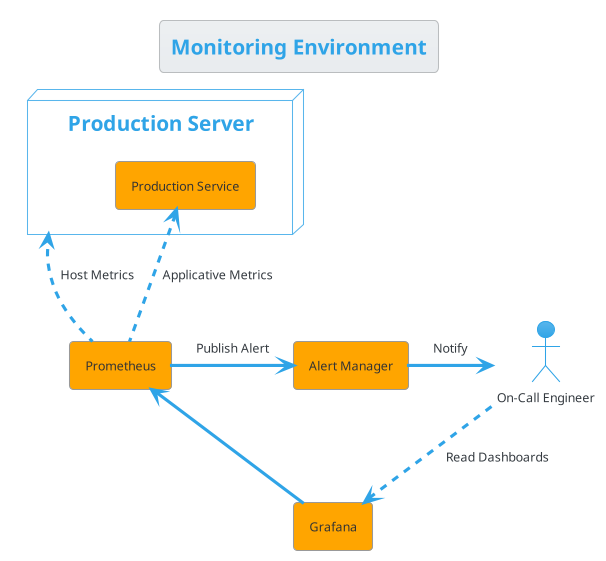 Monitoring Environment
Production Server
Production Service
Host Metrics
Applicative Metrics
Prometheus
Publish Alert
Alert Manager
Notify
On-Call Engineer
Read Dashboards
Grafana